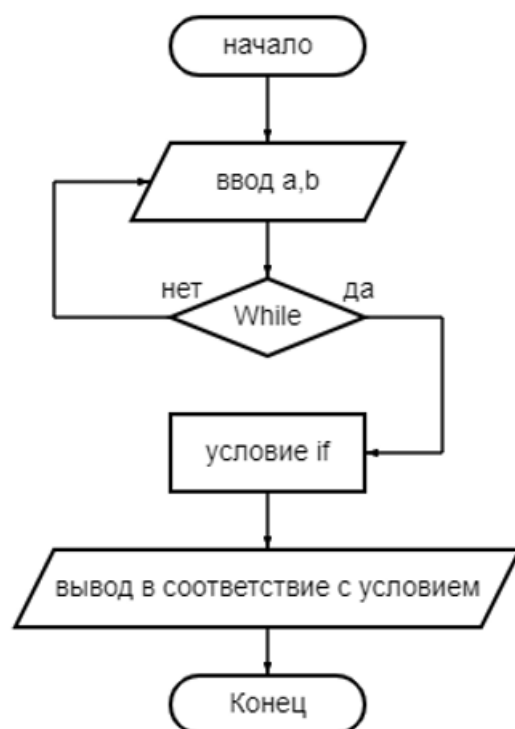 начало
ввод a,b
нет
да
While
условие if
вывод в соответствие с условием
Конец